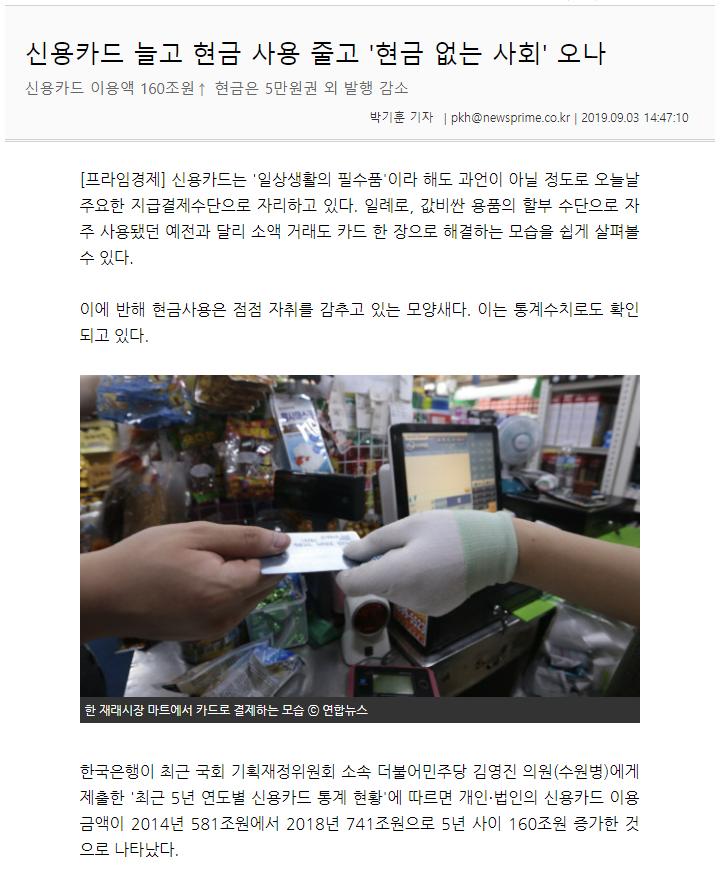 신용카드 늘고 현금 사용 줄고 '현금 없는 사회' 오나
신용카드 이용액 160조원↑ 현금은 5만원권 외 발행 감소
박기훈 기자 | pkh@newsprime.co.kr | 2019.09.03 14:47:10
[프라임경제] 신용카드는 '일상생활의 필수품'이라 해도 과언이 아닐 정도로 오늘날
주요한 지급결제수단으로 자리하고 있다. 일례로, 값비싼 용품의 할부 수단으로 자
주 사용됐던 예전과 달리 소액 거래도 카드 한 장으로 해결하는 모습을 쉽게 살펴볼
수 있다.
이에 반해 현금사용은 점점 자취를 감추고 있는 모양새다. 이는 통계수치로도 확인
되고 있다.
한 재래시장 마트에서 카드로 결제하는 모습 ⓒ 연합뉴스
한국은행이 최근 국회 기획재정위원회 소속 더불어민주당 김영진 의원(수원병)에게
제출한 '최근 5년 연도별 신용카드 통계 현황'에 따르면 개인·법인의 신용카드 이용
금액이 2014년 581조원에서 2018년 741조원으로 5년 사이 160조원 증가한 것
으로 나타났다.